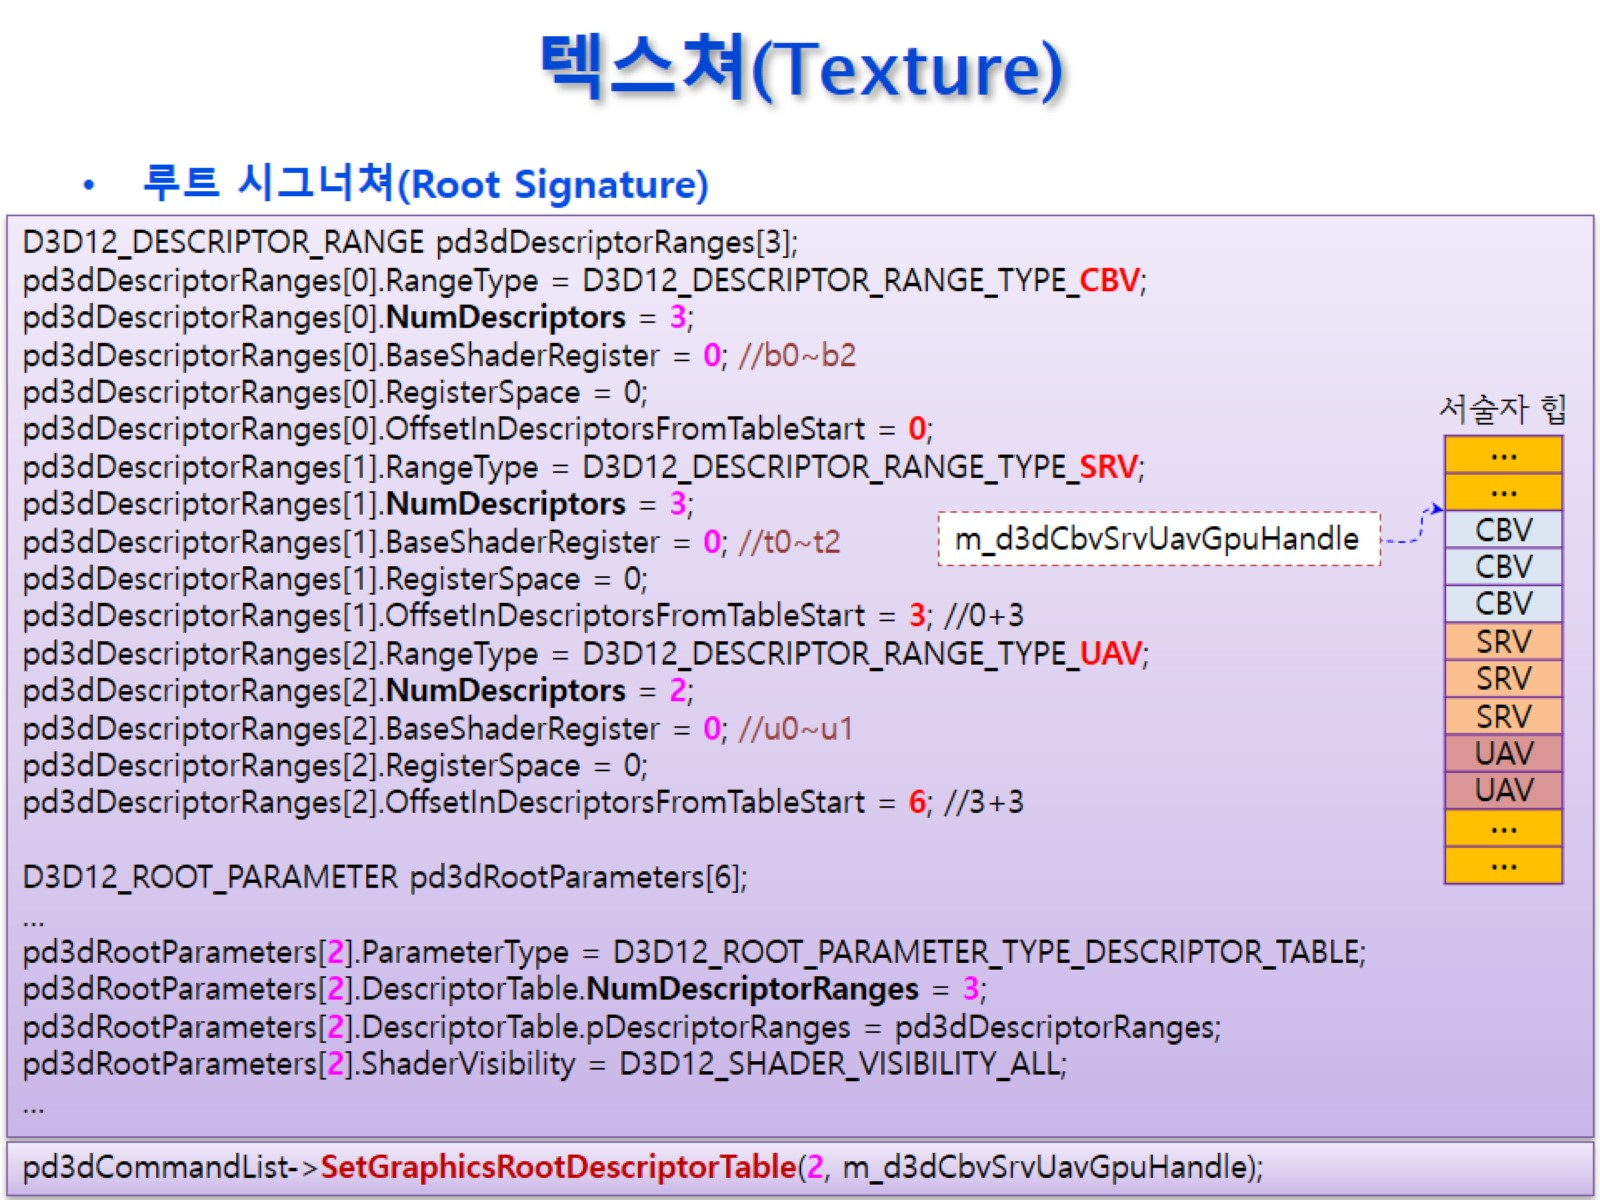 텍스쳐(Texture)
• 루트 시그너쳐(Root Signature)
D3D12_DESCRIPTOR_RANGE pd3dDescriptorRanges[3];
pd3dDescriptorRanges[0].RangeType = D3D12_DESCRIPTOR_RANGE_TYPE_CBV;
pd3dDescriptorRanges[0].NumDescriptors = 3;
pd3dDescriptorRanges[0].BaseShaderRegister = 0; //b0~b2
pd3dDescriptorRanges[0].RegisterSpace = 0;
pd3dDescriptorRanges[0].OffsetInDescriptorsFromTableStart = 0;
pd3dDescriptorRanges[1].RangeType = D3D12_DESCRIPTOR_RANGE_TYPE_SRV;
pd3dDescriptorRanges[1].NumDescriptors = 3;
pd3dDescriptorRanges[1].BaseShaderRegister = 0; //t0~t2
pd3dDescriptorRanges[1].RegisterSpace = 0;
pd3dDescriptorRanges[1].OffsetInDescriptorsFromTableStart = 3; //0+3
pd3dDescriptorRanges[2].RangeType = D3D12_DESCRIPTOR_RANGE_TYPE_UAV;
pd3dDescriptorRanges[2].NumDescriptors = 2;
pd3dDescriptorRanges[2].BaseShaderRegister = 0; //u0~u1
pd3dDescriptorRanges[2].RegisterSpace = 0;
pd3dDescriptorRanges[2].OffsetInDescriptorsFromTableStart = 6; //3+3
D3D12_ROOT_PARAMETER pd3dRootParameters[6];
...
pd3dRootParameters[2].ParameterType = D3D12_ROOT_PARAMETER_TYPE_DESCRIPTOR_TABLE;
pd3dRootParameters[2].DescriptorTable.NumDescriptorRanges = 3;
pd3dRootParameters[2].DescriptorTable.pDescriptorRanges = pd3dDescriptorRanges;
pd3dRootParameters[2].ShaderVisibility = D3D12_SHADER_VISIBILITY_ALL;
...
서술자 힙
...
...
m_d3dCbvSrvUavGpuHandle
CBV
CBV
CBV
SRV
SRV
SRV
UAV
UAV
...
...
pd3dCommandList->SetGraphicsRootDescriptorTable(2, m_d3dCbvSrvUavGpuHandle);